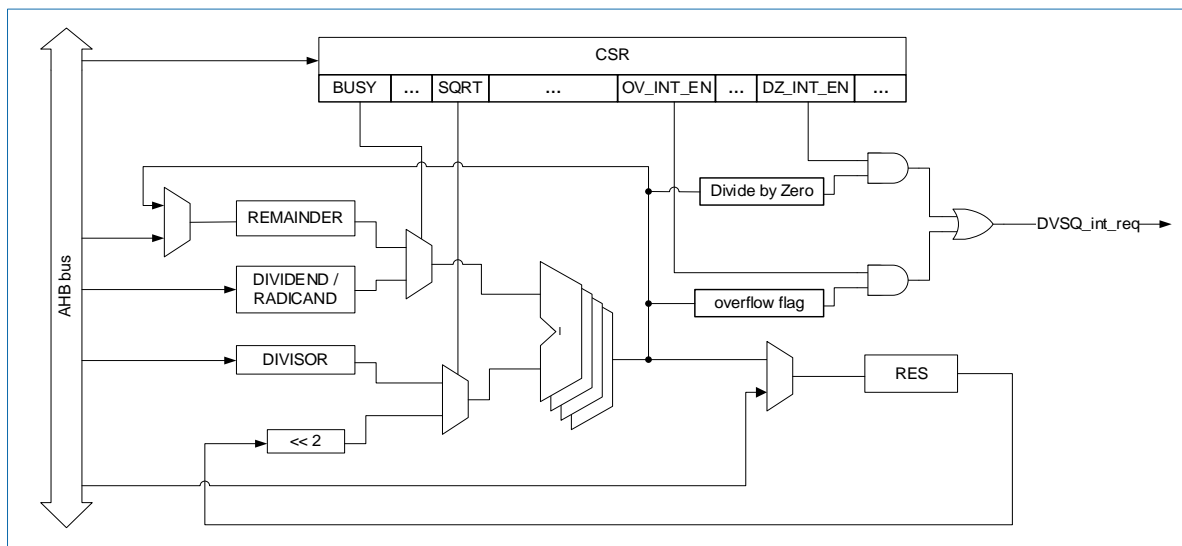 CSR
BUSY ... SQRT ... OV_INT_EN ... DZ_INT_EN ...
AHB bus
REMAINDER
Divide by Zero
DVSQ_int_req
DIVIDEND /
RADICAND
overflow flag
I
DIVISOR
RES
<< 2